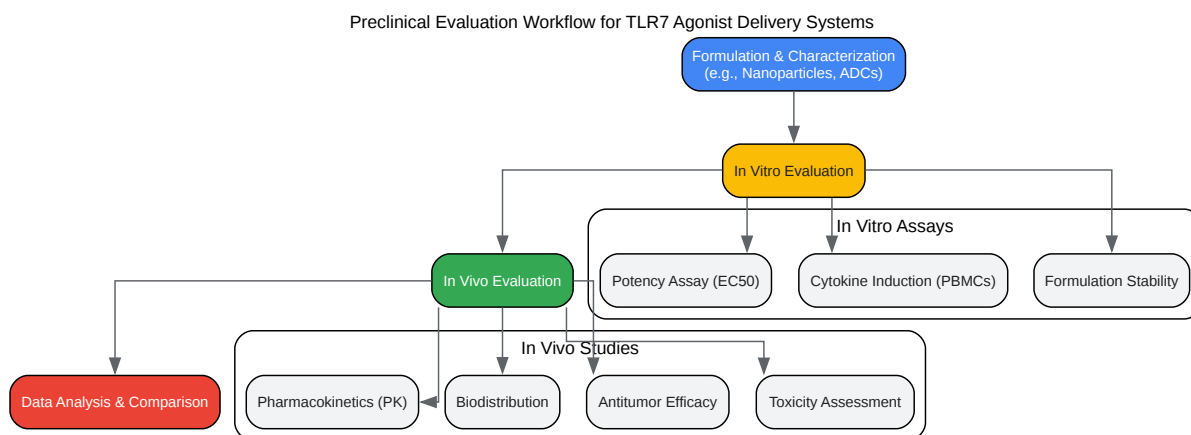 Preclinical Evaluation Workflow for TLR7 Agonist Delivery Systems
Formulation & Characterization
(e.g., Nanoparticles, ADCs)
In Vitro Evaluation
In Vitro Assays
In Vivo Evaluation
Potency Assay (EC50)
Cytokine Induction (PBMCs)
Formulation Stability
In Vivo Studies
Data Analysis & Comparison
Pharmacokinetics (PK)
Biodistribution
Antitumor Efficacy
Toxicity Assessment